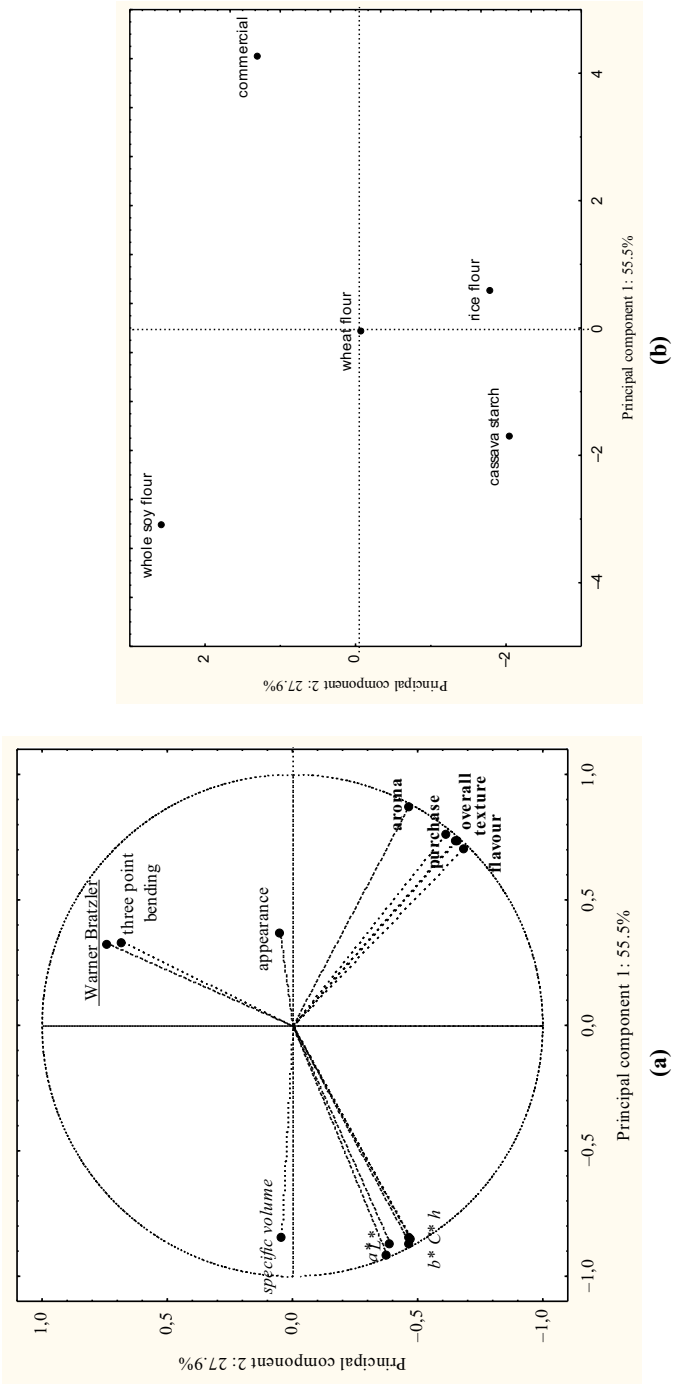 1,0
0,5
0,0
−0,5
−1,0
Principal component 2: 27.9%
Warner Bratzler
three point
bending
appearance
specific volume
a* L*
b* C* h
aroma
purchase
overall
texture
flavour
−1,0
−0,5
0,0
0,5
1,0
Principal component 1: 55.5%
(a)
2
0
-2
Principal component 2: 27.9%
whole soy flour
commercial
wheat flour
rice flour
cassava starch
-4
-2
0
2
4
Principal component 1: 55.5%
(b)